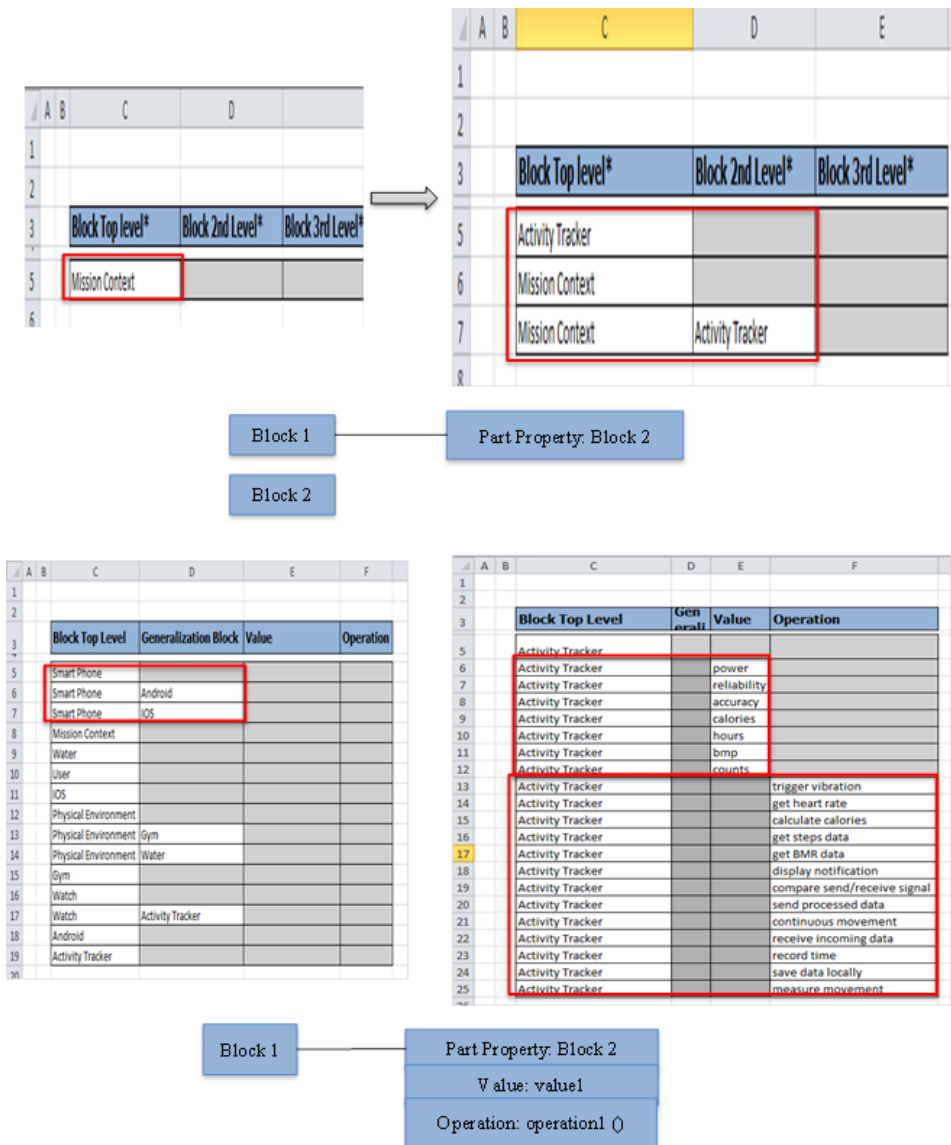 A B C D
1
2
3 Block Top level* Block 2nd Level* Block 3rd Level*
5 Mission Context
6
A B C D E
1
2
3 Block Top level* Block 2nd Level* Block 3rd Level*
5 Activity Tracker
6 Mission Context
7 Mission Context Activity Tracker
8
Block 1 Part Property: Block 2
Block 2
A B C D E F
1
2
3 Block Top Level Generalization Block Value Operation
5 Smart Phone
6 Smart Phone Android
7 Smart Phone IOS
8 Mission Context
9 Water
10 User
11 IOS
12 Physical Environment
13 Physical Environment Gym
14 Physical Environment Water
15 Gym
16 Watch
17 Watch Activity Tracker
18 Android
19 Activity Tracker
20
A B C D E F
1
2
3 Block Top Level Gen erali Value Operation
5 Activity Tracker
6 Activity Tracker power
7 Activity Tracker reliability
8 Activity Tracker accuracy
9 Activity Tracker calories
10 Activity Tracker hours
11 Activity Tracker bmp
12 Activity Tracker counts
13 Activity Tracker trigger vibration
14 Activity Tracker get heart rate
15 Activity Tracker calculate calories
16 Activity Tracker get steps data
17 Activity Tracker get BMR data
18 Activity Tracker display notification
19 Activity Tracker compare send/receive signal
20 Activity Tracker send processed data
21 Activity Tracker continuous movement
22 Activity Tracker receive incoming data
23 Activity Tracker record time
24 Activity Tracker save data locally
25 Activity Tracker measure movement
Block 1 Part Property: Block 2
Value: value1
Operation: operation1 ()